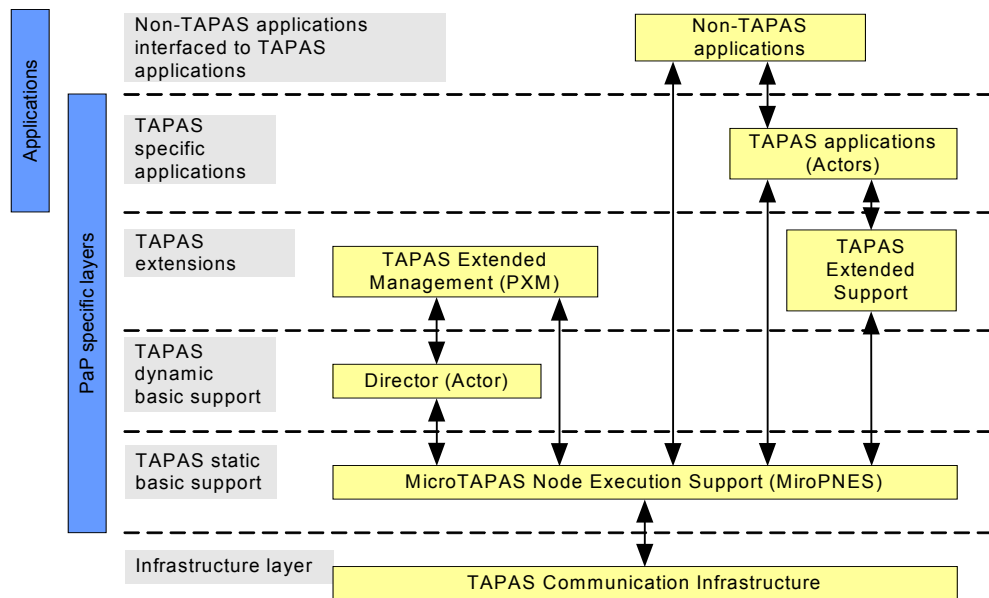 Applications
PaP specific layers
Non-TAPAS applications
interfaced to TAPAS
applications
Non-TAPAS
applications
TAPAS
specific
applications
TAPAS applications
(Actors)
TAPAS
extensions
TAPAS Extended
Management (PXM)
TAPAS
Extended
Support
TAPAS
dynamic
basic support
Director (Actor)
TAPAS static
basic support
MicroTAPAS Node Execution Support (MiroPNES)
Infrastructure layer
TAPAS Communication Infrastructure